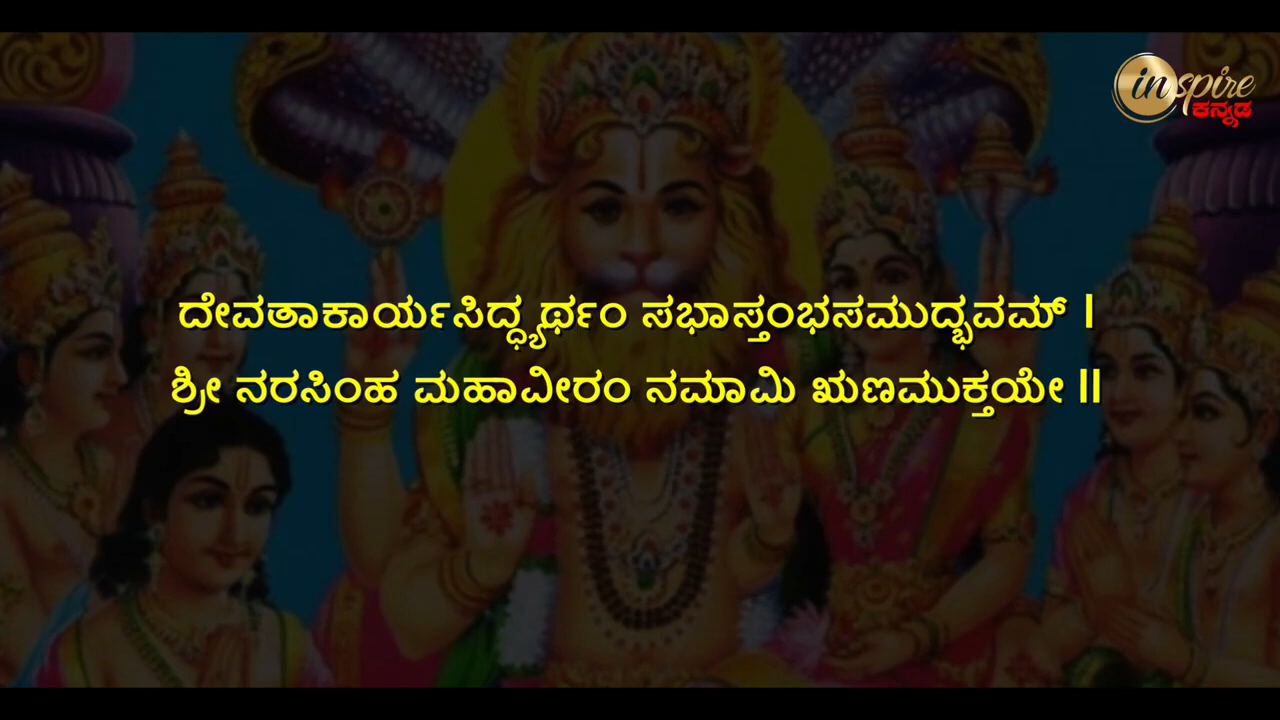 inspire
ಕನ್ನಡ
ದೇವತಾಕಾರ್ಯಸಿದ್ಧ್ಯರ್ಥಂ ಸಭಾಸ್ತಂಭಸಮುದ್ಭವಮ್ ।
ಶ್ರೀ ನರಸಿಂಹ ಮಹಾವೀರಂ ನಮಾಮಿ ಋಣಮುಕ್ತಯೇ ॥